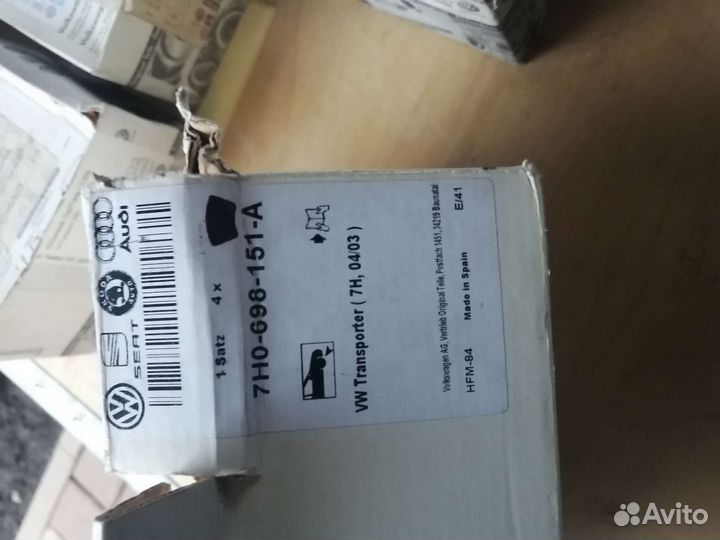 SEAT
AUDI
1 Satz 4 x
7H0-698-151-A
VW Transporter ( 7H, 04/03 )
Volkswagen AG, Vertrieb Original Teile, Postfach 1451, 34219 Baunatal
HFM-84 Made in Spain E/41
Avito